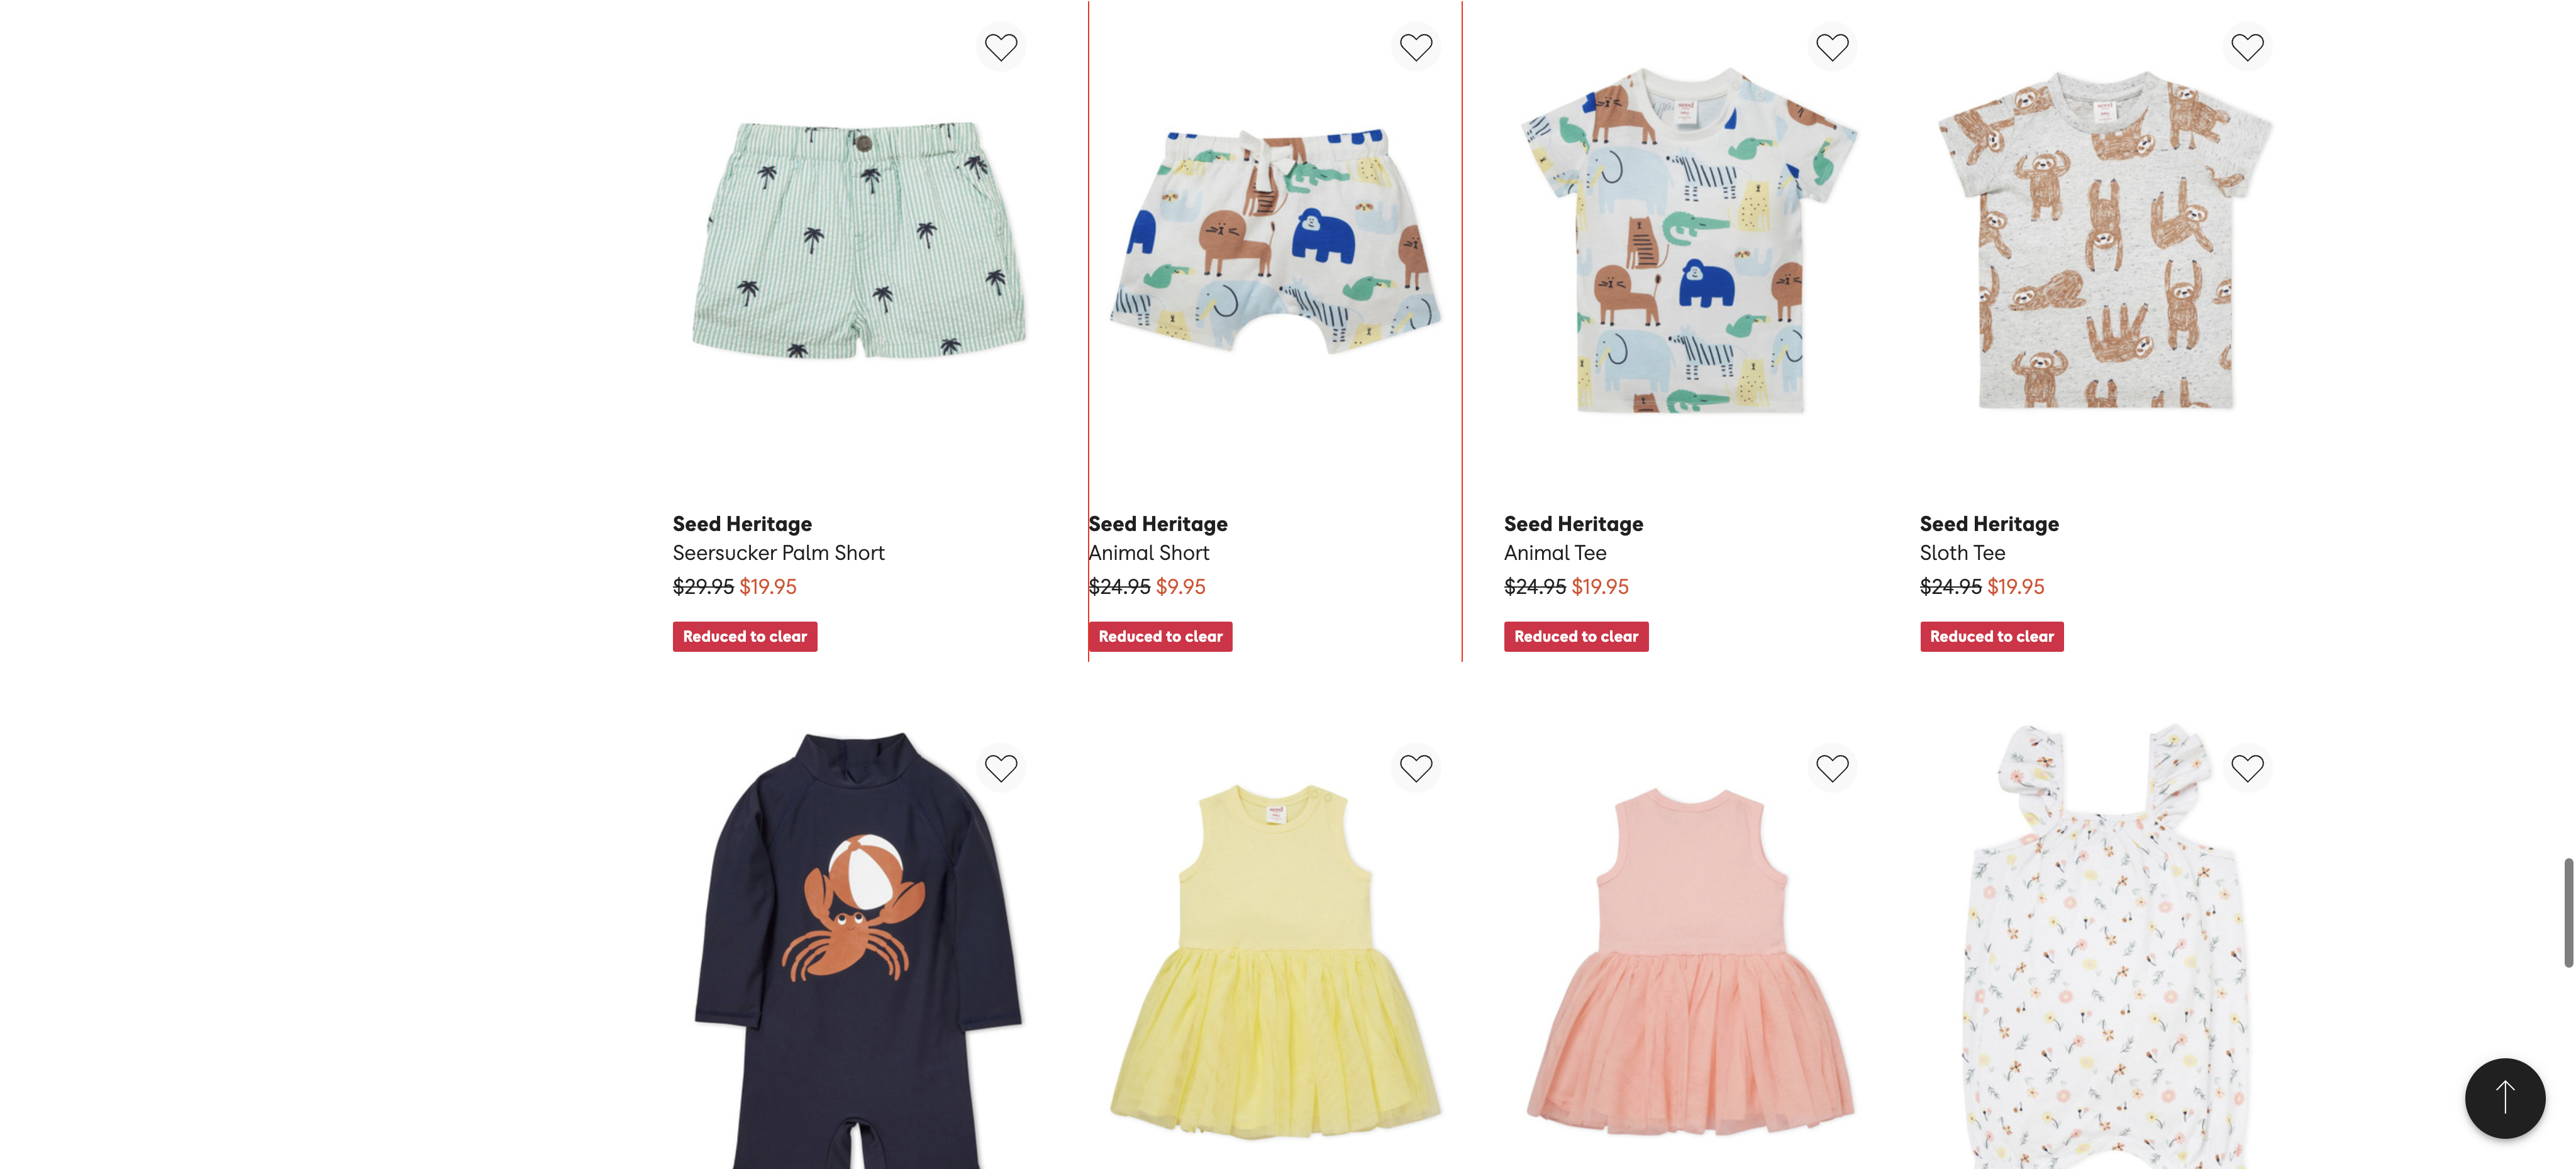 Seed Heritage
Seersucker Palm Short
$29.95 $19.95
Reduced to clear
Seed Heritage
Animal Short
$24.95 $9.95
Reduced to clear
Seed Heritage
Animal Tee
$24.95 $19.95
Reduced to clear
Seed Heritage
Sloth Tee
$24.95 $19.95
Reduced to clear